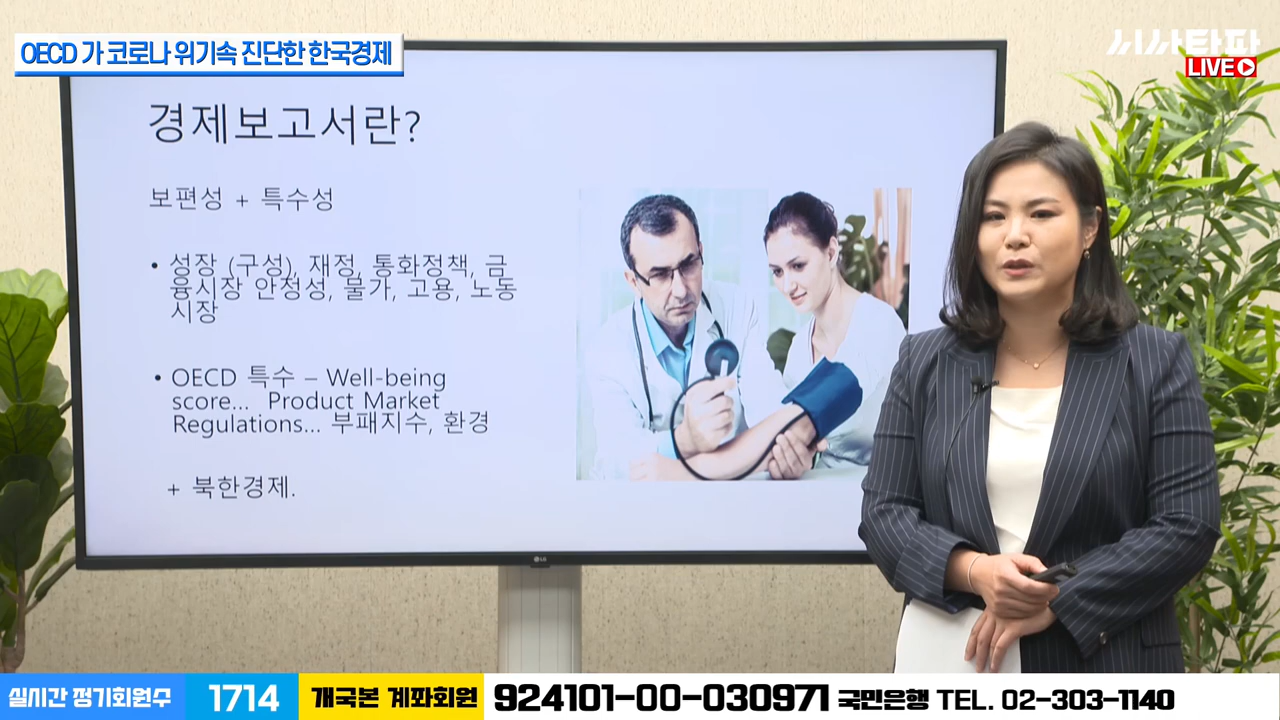 OECD 가 코로나 위기속 진단한 한국경제
시사타파
LIVE
경제보고서란?
보편성 + 특수성
• 성장 (구성), 재정, 통화정책, 금
융시장 안정성, 물가, 고용, 노동
시장
• OECD 특수 – Well-being
score... Product Market
Regulations... 부패지수, 환경
+ 북한경제.
LG
실시간 정기회원수 1714 개국본 계좌회원 924101-00-030971 국민은행 TEL. 02-303-1140